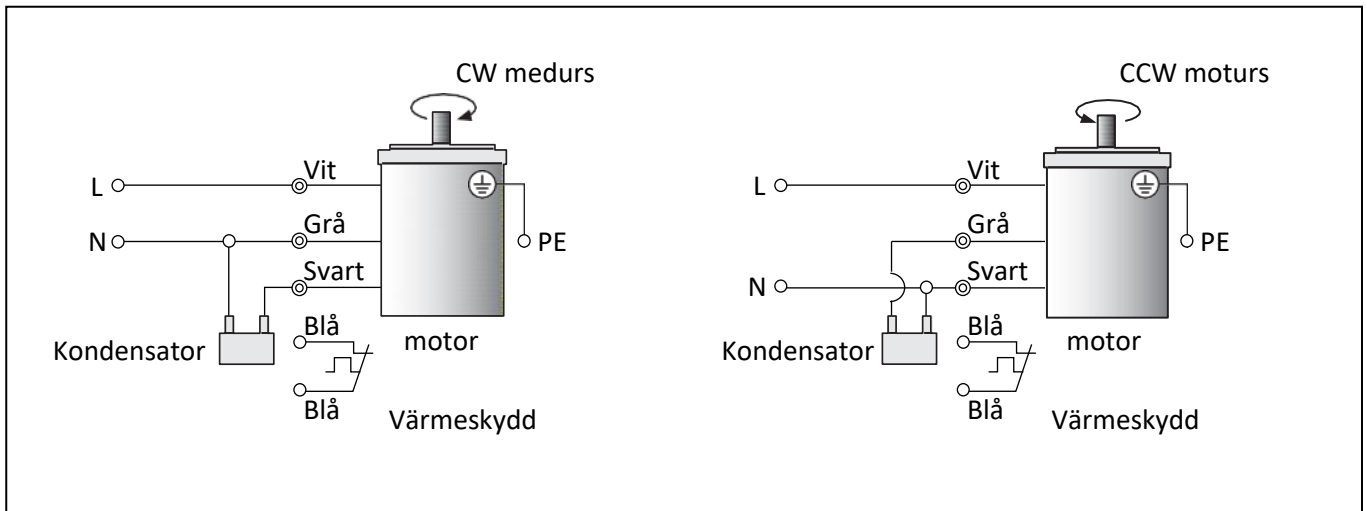 CW medurs
L
Vit
N
Grå
PE
Svart
Kondensator
Blå
motor
Blå
Värmeskydd
CCW moturs
L
Vit
Grå
PE
N
Svart
Kondensator
Blå
motor
Blå
Värmeskydd